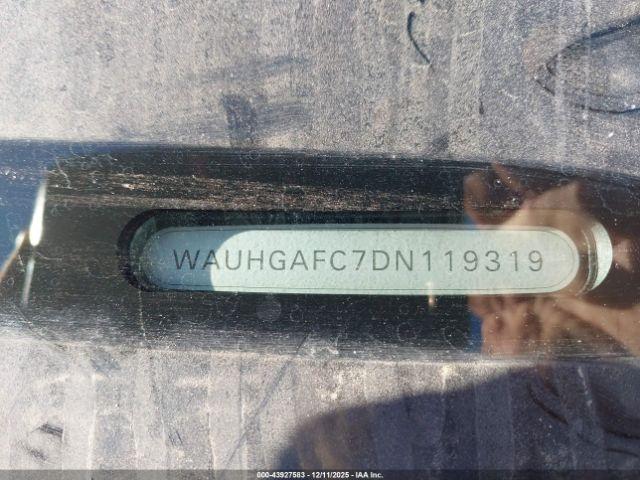 WAUHGAFC7DN119319
000-43927583 - 12/11/2025 - IAA Inc.